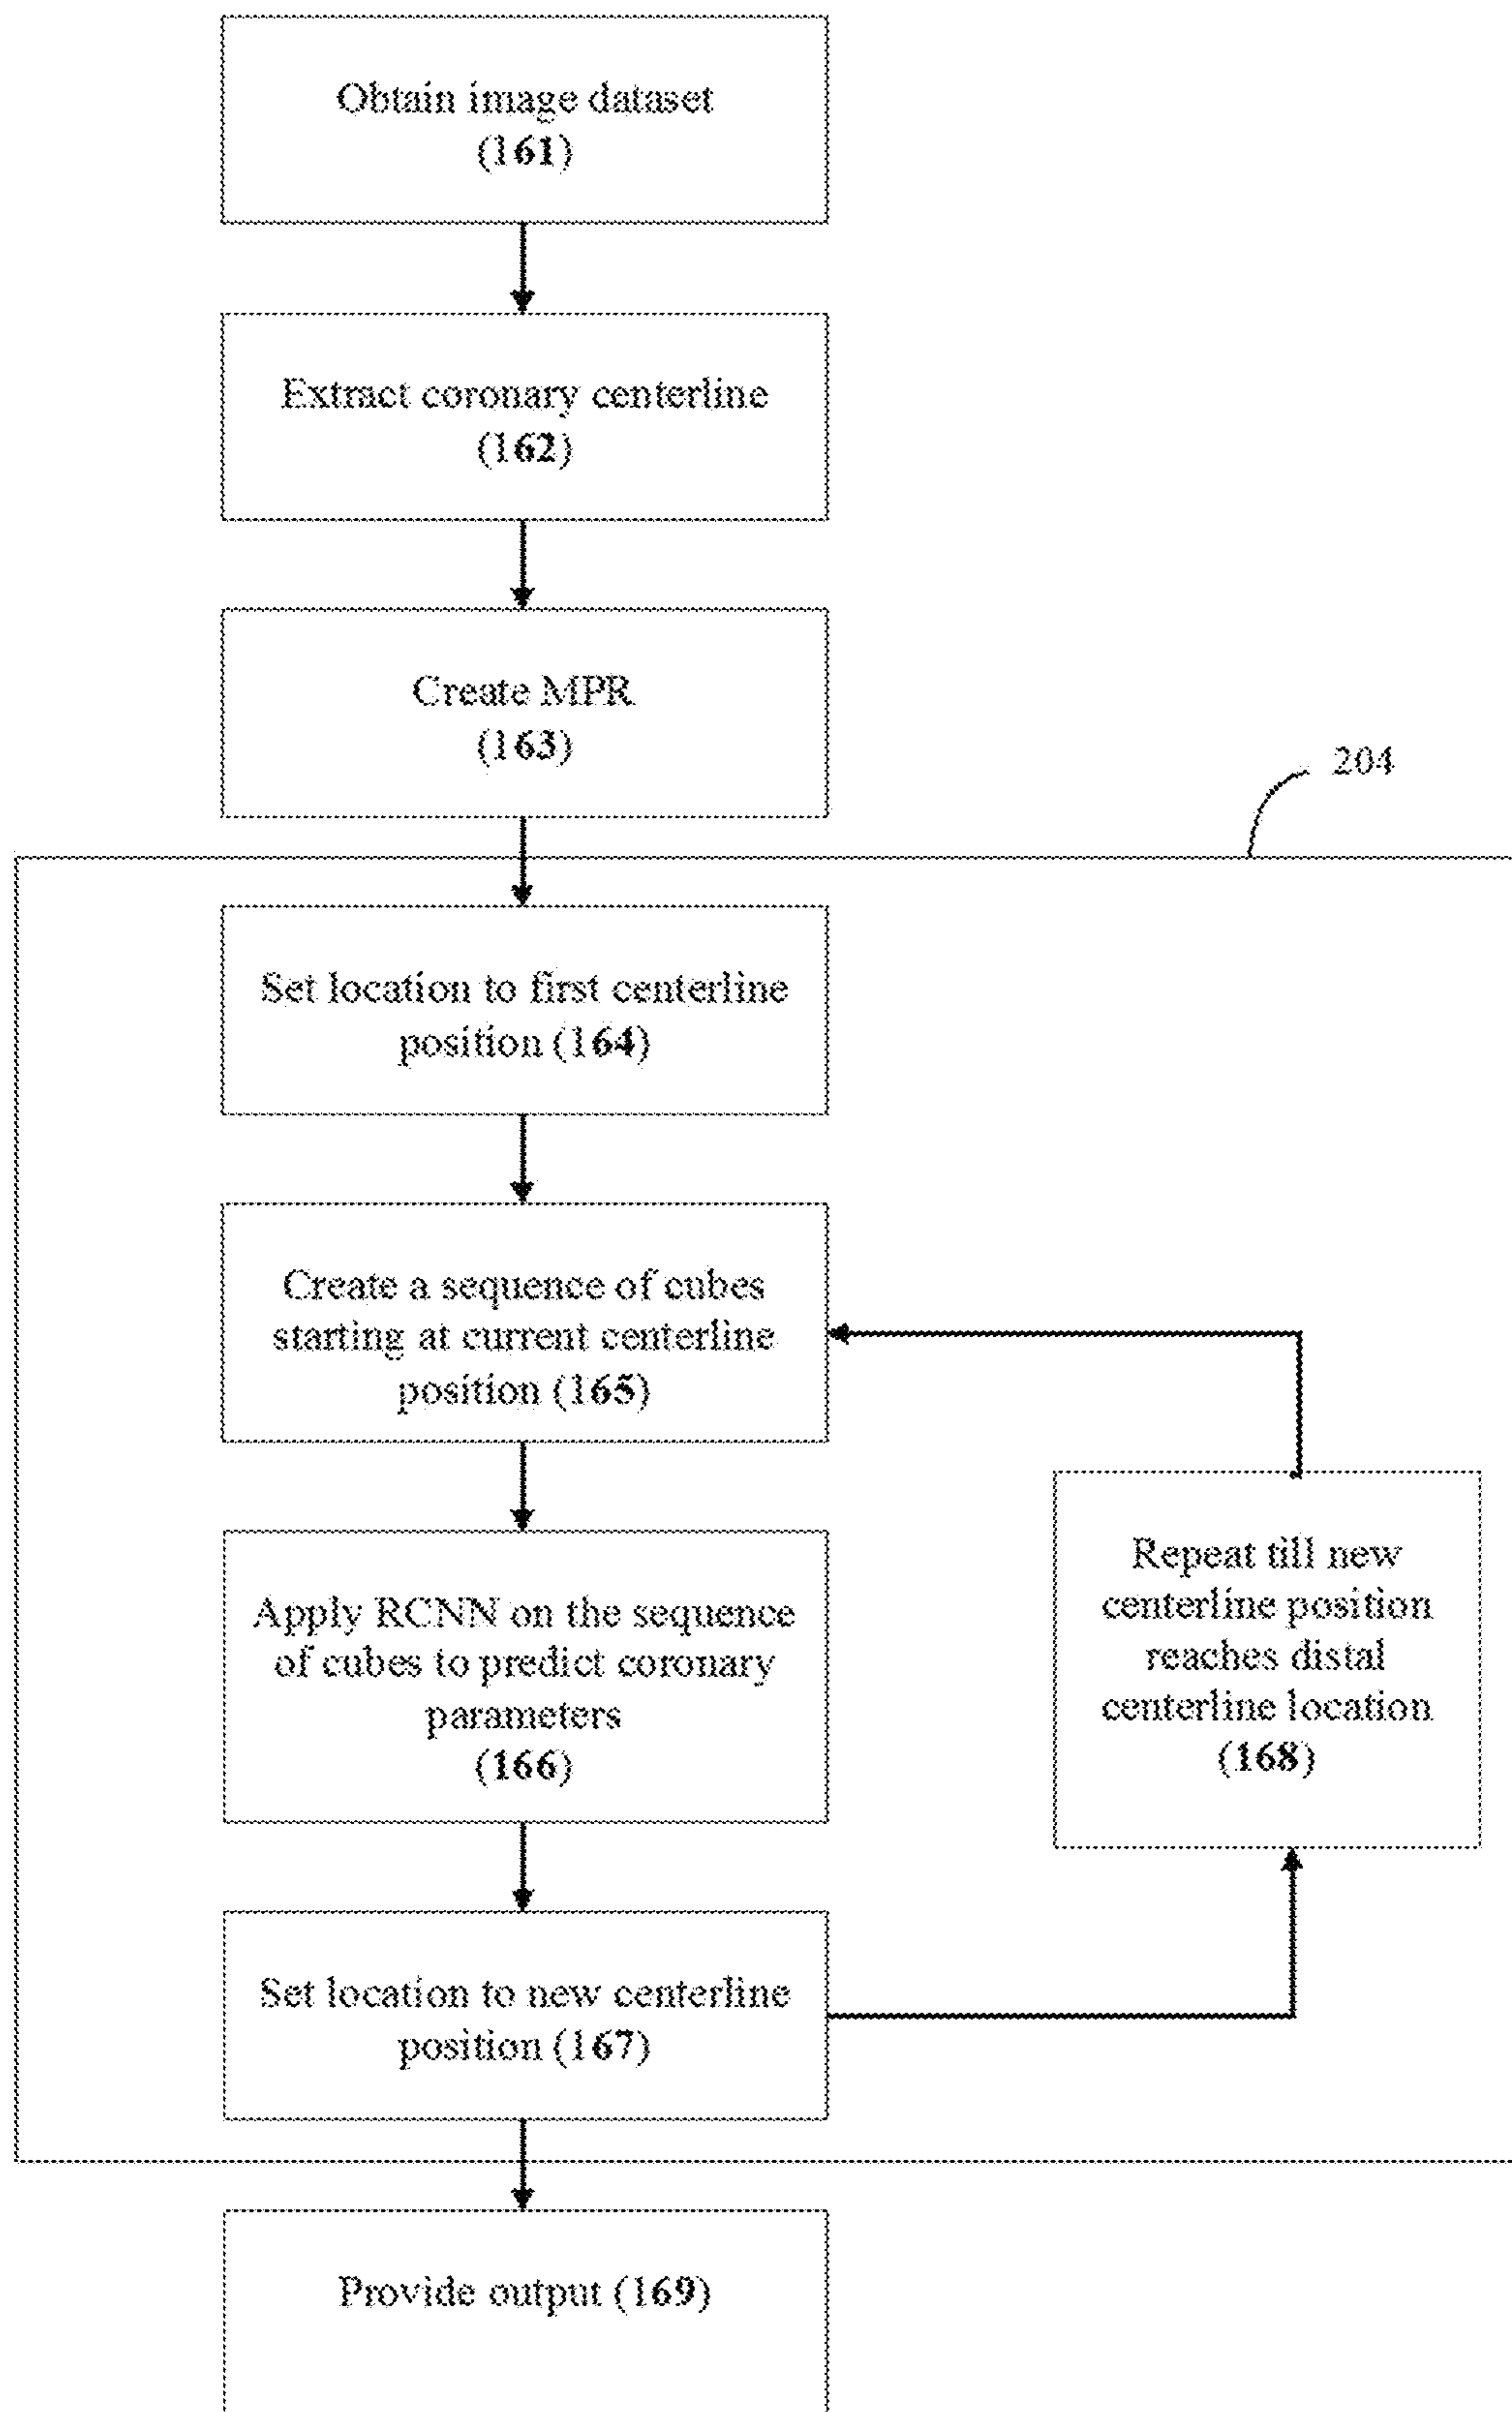 Obtain image dataset
(161)
Extract coronary centerline
(162)
Create MPR
(163)
204
Set location to first centerline
position (164)
Create a sequence of cubes
starting at current centerline
position (165)
Apply RCNN on the sequence
of cubes to predict coronary
parameters
(166)
Repeat till new
centerline position
reaches distal
centerline location
(168)
Set location to new centerline
position (167)
Provide output (169)